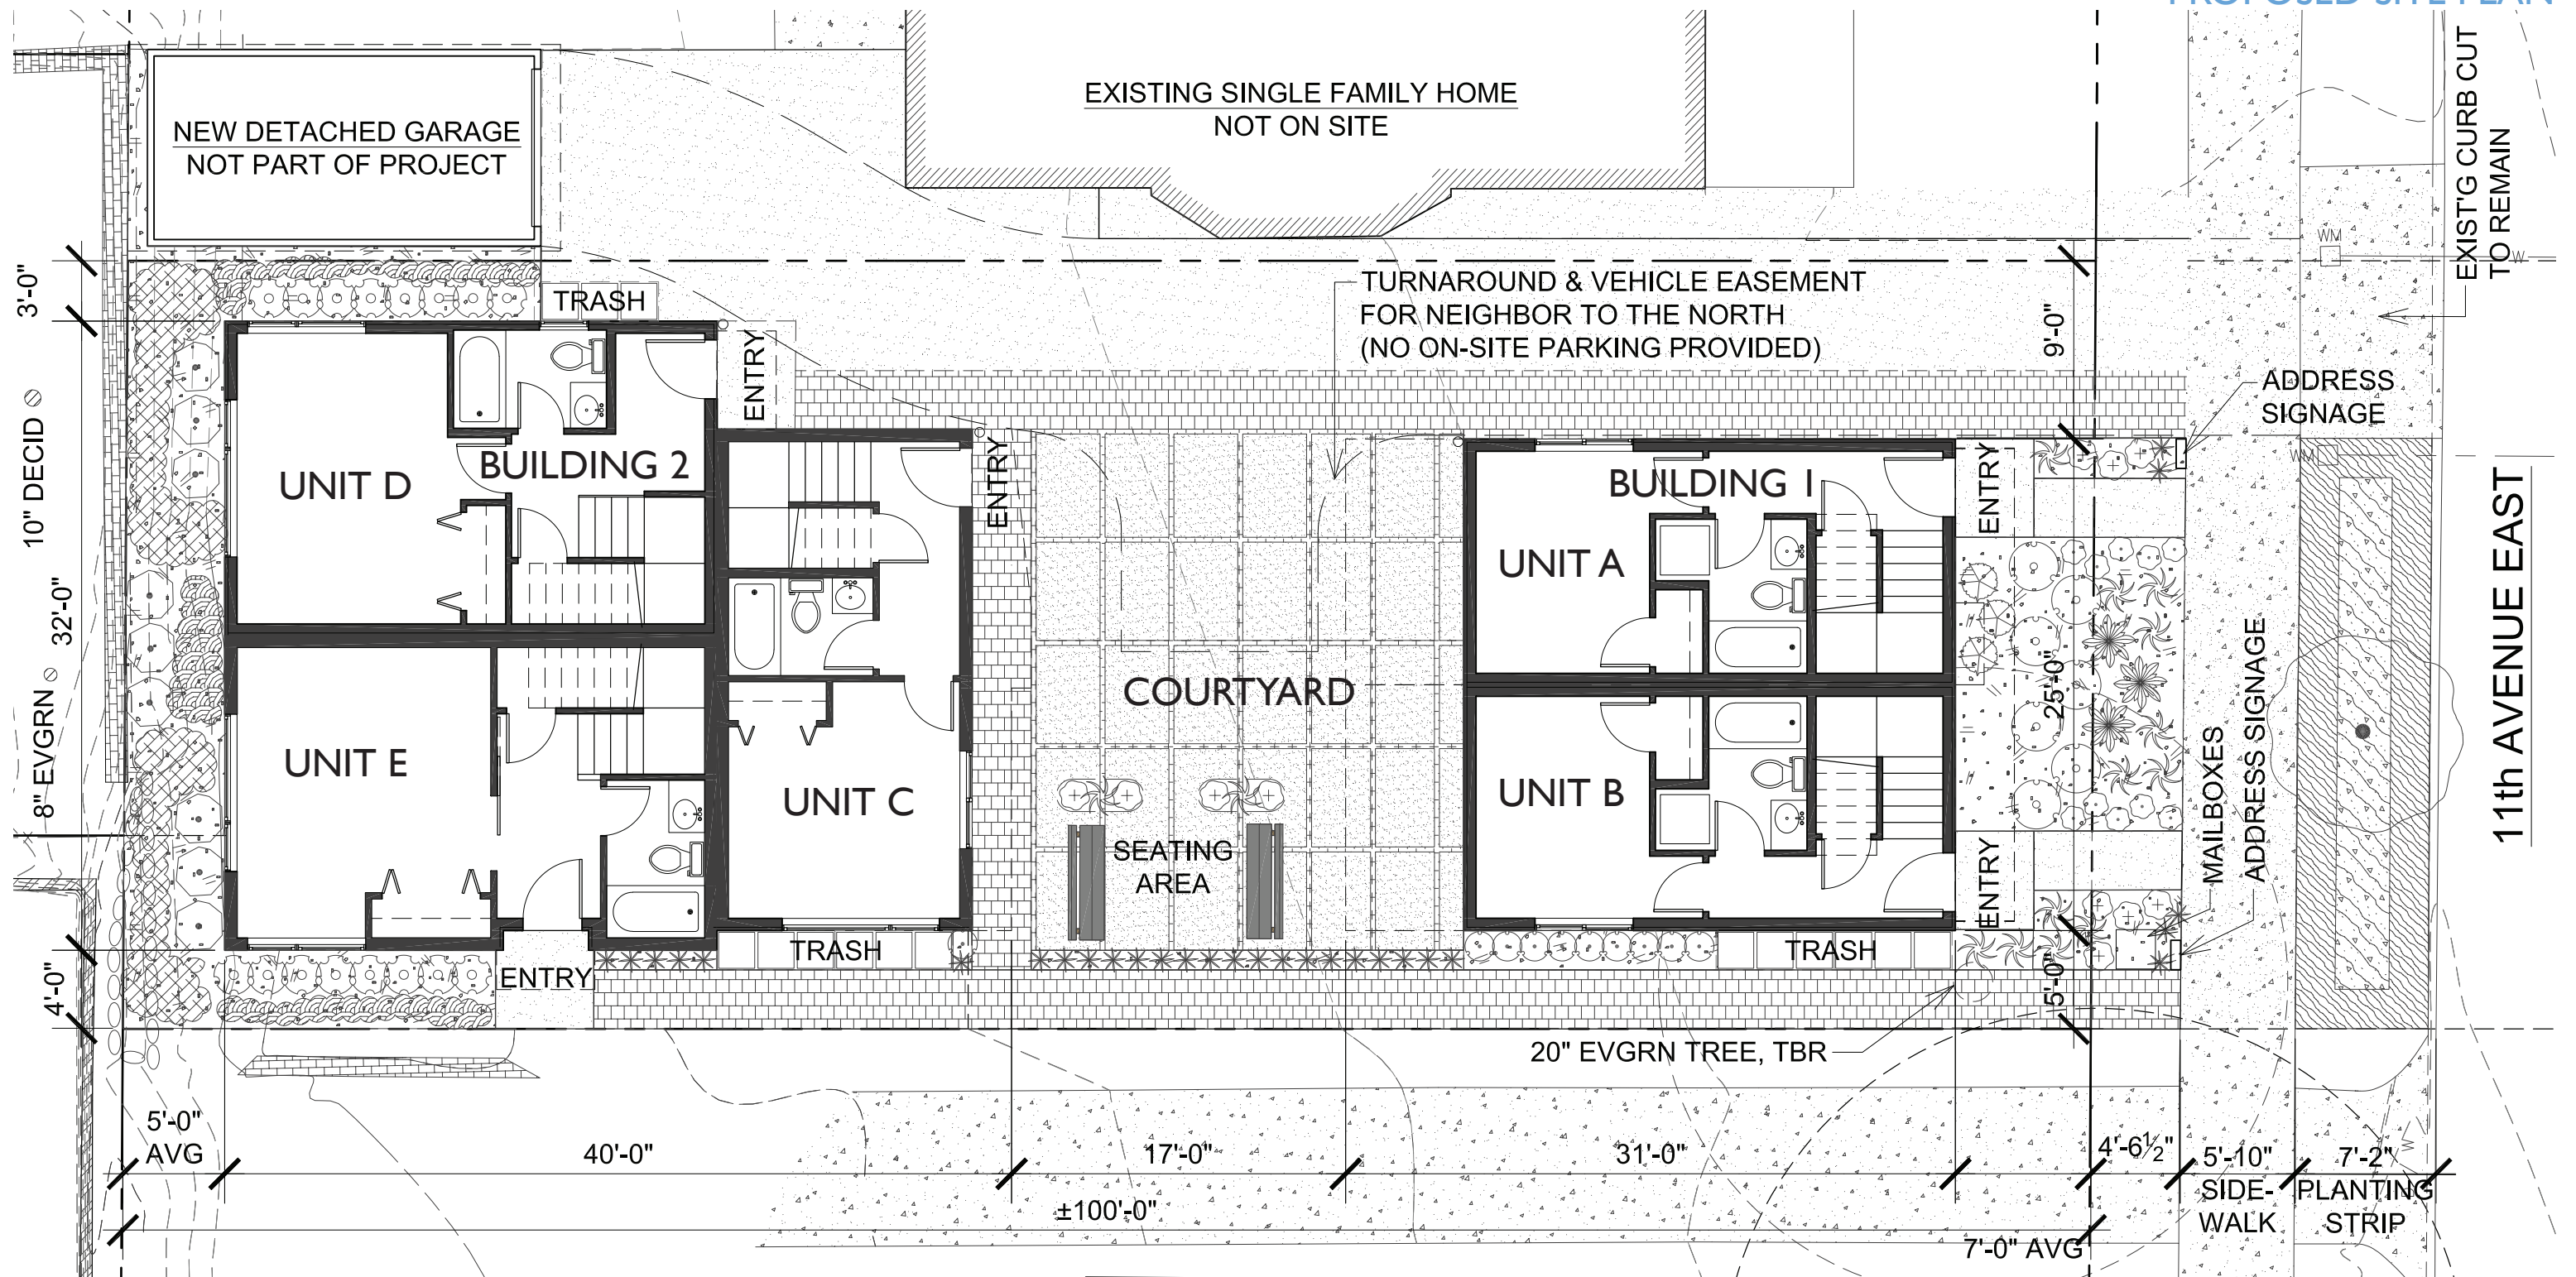 PROPOSED SITE PLAN
NEW DETACHED GARAGE
NOT PART OF PROJECT
EXISTING SINGLE FAMILY HOME
NOT ON SITE
EXIST'G CURB CUT
TO REMAIN
WM
W
3'-0"
TRASH
TURNAROUND & VEHICLE EASEMENT
FOR NEIGHBOR TO THE NORTH
(NO ON-SITE PARKING PROVIDED)
9'-0"
ENTRY
ADDRESS
SIGNAGE
10" DECID
UNIT D
BUILDING 2
ENTRY
BUILDING 1
ENTRY
WM
UNIT A
32'-0"
8" EVGRN
COURTYARD
25'-0"
11th AVENUE EAST
UNIT E
UNIT C
UNIT B
MAILBOXES
ADDRESS SIGNAGE
SEATING
AREA
ENTRY
TRASH
TRASH
ENTRY
4'-0"
5'-0"
20" EVGRN TREE, TBR
5'-0"
AVG
40'-0"
17'-0"
31'-0"
4'-6½"
5'-10"
SIDE-
WALK
7'-2"
PLANTING
STRIP
W
±100'-0"
7'-0" AVG